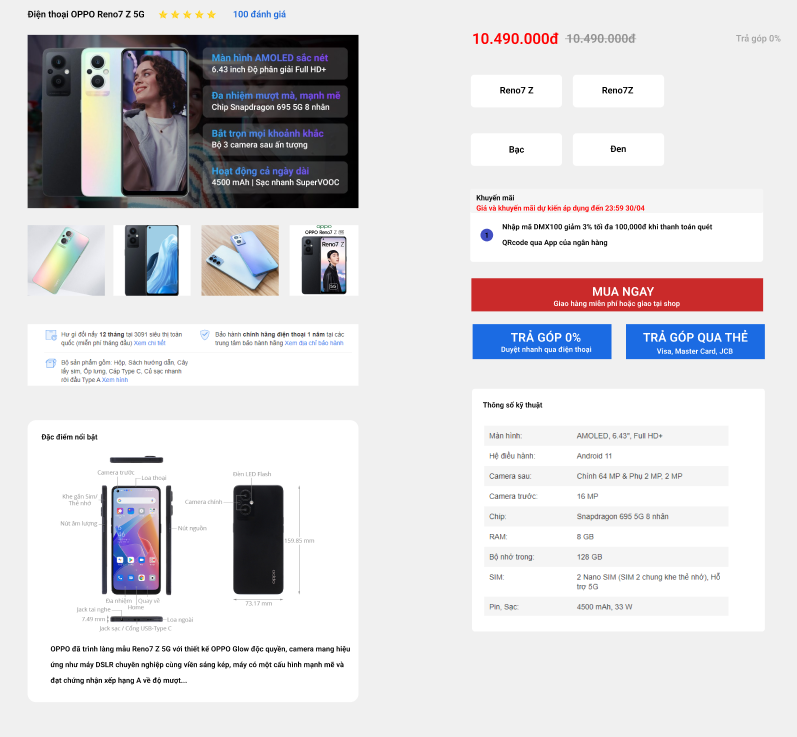 Điện thoại OPPO Reno7 Z 5G
100 đánh giá
Màn hình AMOLED sắc nét
6.43 inch Độ phân giải Full HD+
Đa nhiệm mượt mà, mạnh mẽ
Chip Snapdragon 695 5G 8 nhân
Bắt trọn mọi khoảnh khắc
Bộ 3 camera sau ấn tượng
Hoạt động cả ngày dài
4500 mAh | Sạc nhanh SuperVOOC
oppo
OPPO Reno7 Z
Reno7 Z
5G
Hư gì đổi nấy 12 tháng tại 3091 siêu thị toàn
quốc (miễn phí tháng đầu) Xem chi tiết
Bảo hành chính hãng điện thoại 1 năm tại các
trung tâm bảo hành hãng Xem địa chỉ bảo hành
Bộ sản phẩm gồm: Hộp, Sách hướng dẫn, Cây
lấy sim, Ốp lưng, Cáp Type C, Củ sạc nhanh
rời đầu Type A Xem hình
Đặc điểm nổi bật
Camera trước
Loa thoại
Khe gắn Sim/
Thẻ nhớ
Nút âm lượng
Nút nguồn
Đa nhiệm
Home
Quay về
Jack tai nghe
7.49 mm
Loa ngoài
Jack sạc / Cổng USB-Type C
Đèn LED Flash
Camera chính
oppo
159.85 mm
73.17 mm
OPPO đã trình làng mẫu Reno7 Z 5G với thiết kế OPPO Glow độc quyền, camera mang hiệu
ứng như máy DSLR chuyên nghiệp cùng viền sáng kép, máy có một cấu hình mạnh mẽ và
đạt chứng nhận xếp hạng A về độ mượt...
10.490.000đ 10.490.000đ
Trả góp 0%
Reno7 Z
Reno7Z
Bạc
Đen
Khuyến mãi
Giá và khuyến mãi dự kiến áp dụng đến 23:59 30/04
1
Nhập mã DMX100 giảm 3% tối đa 100,000đ khi thanh toán quét
QRcode qua App của ngân hàng
MUA NGAY
Giao hàng miễn phí hoặc giao tại shop
TRẢ GÓP 0%
Duyệt nhanh qua điện thoại
TRẢ GÓP QUA THẺ
Visa, Master Card, JCB
Thông số kỹ thuật
Màn hình: AMOLED, 6.43", Full HD+
Hệ điều hành: Android 11
Camera sau: Chính 64 MP & Phụ 2 MP, 2 MP
Camera trước: 16 MP
Chip: Snapdragon 695 5G 8 nhân
RAM: 8 GB
Bộ nhớ trong: 128 GB
SIM: 2 Nano SIM (SIM 2 chung khe thẻ nhớ), Hỗ
trợ 5G
Pin, Sạc: 4500 mAh, 33 W